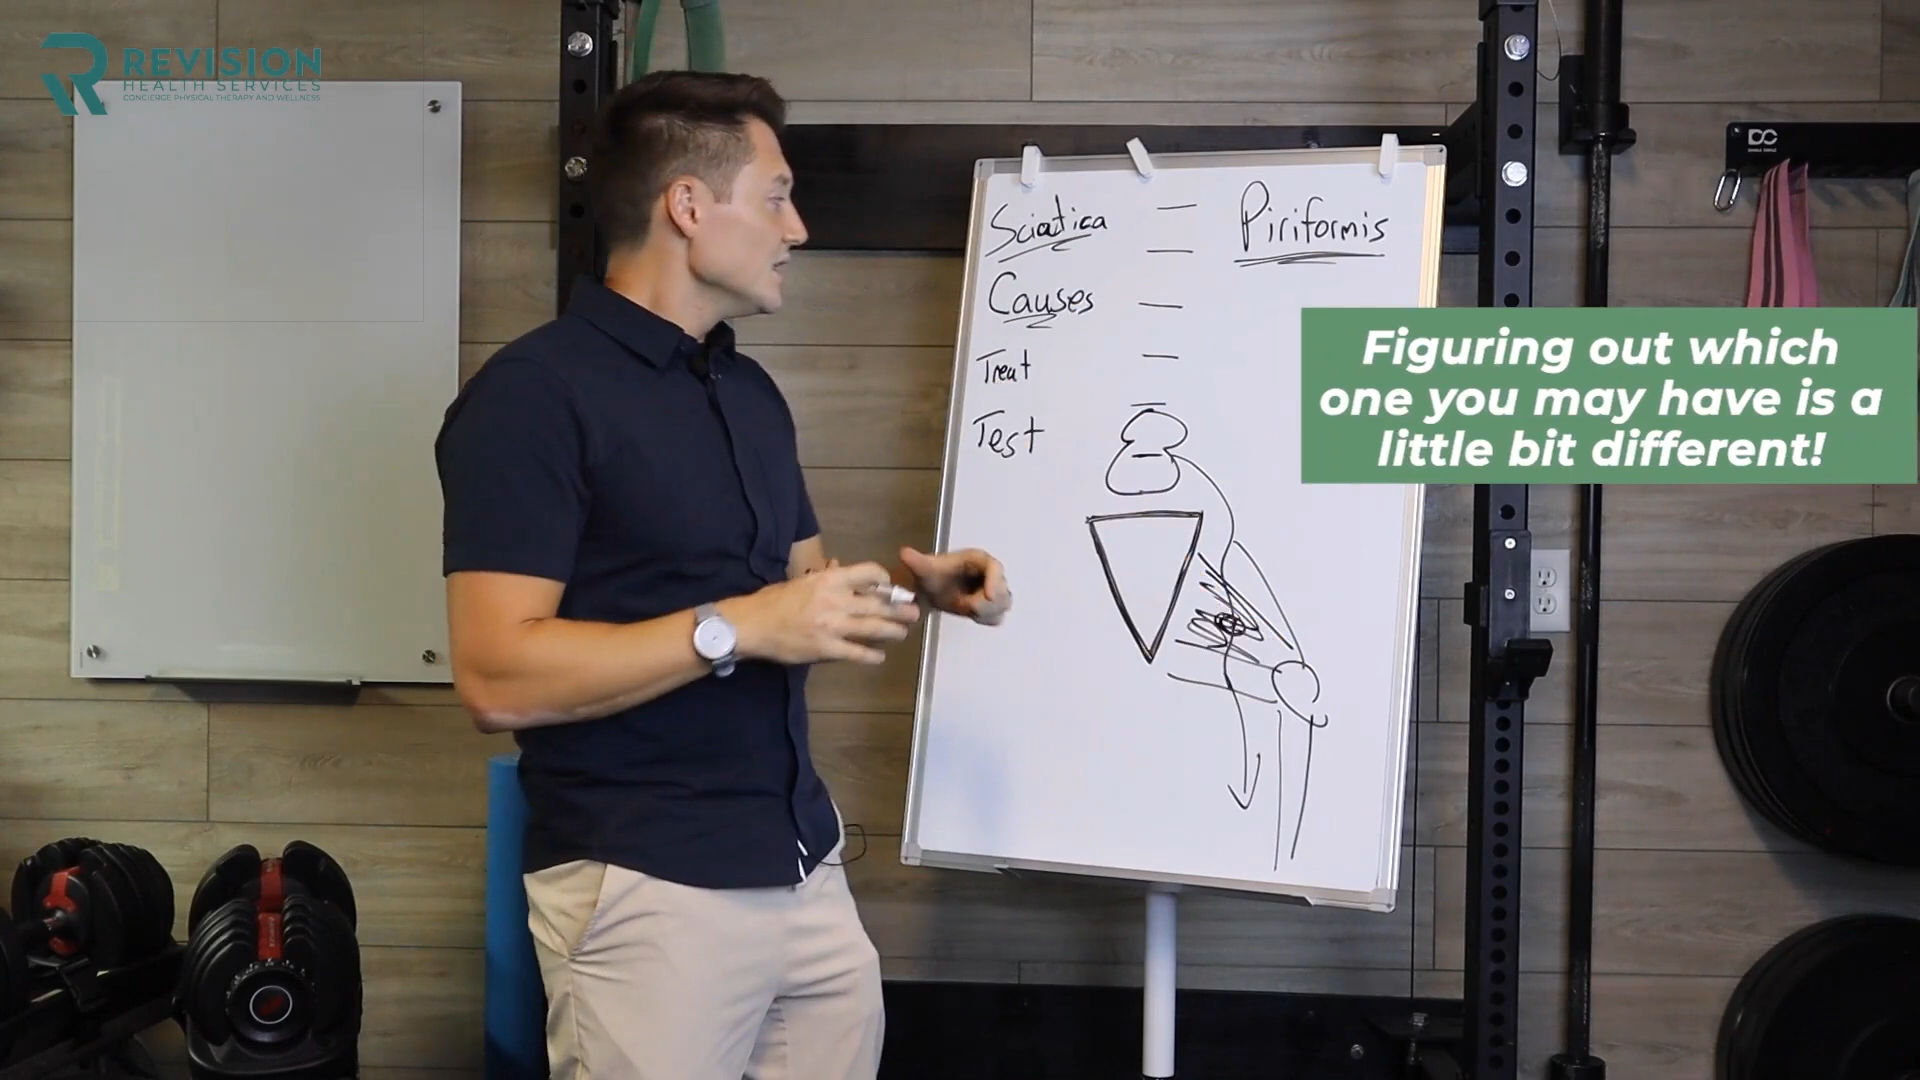 REVISION
HEALTH SERVICES
CONCIERGE PHYSICAL THERAPY AND WELLNESS
Sciatica
Piriformis
Causes
Treat
Test
Figuring out which
one you may have is a
little bit different!
DC